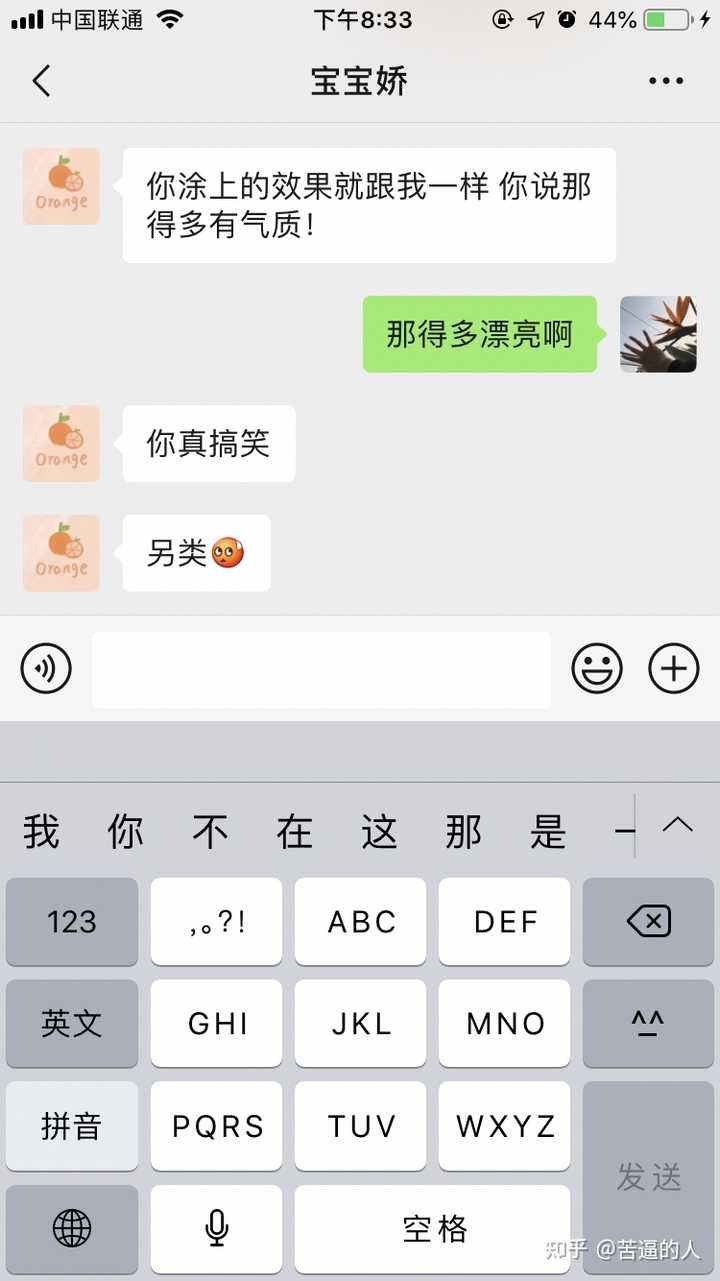 中国联通 下午8:33 44%
宝宝娇
Orange
你涂上的效果就跟我一样 你说那
得多有气质！
那得多漂亮啊
Orange
你真搞笑
Orange
另类
我 你 不 在 这 那 是 一
123 ,。?! ABC DEF
英文 GHI JKL MNO ^^
拼音 PQRS TUV WXYZ
发送
空格
知乎 @苦逼的人